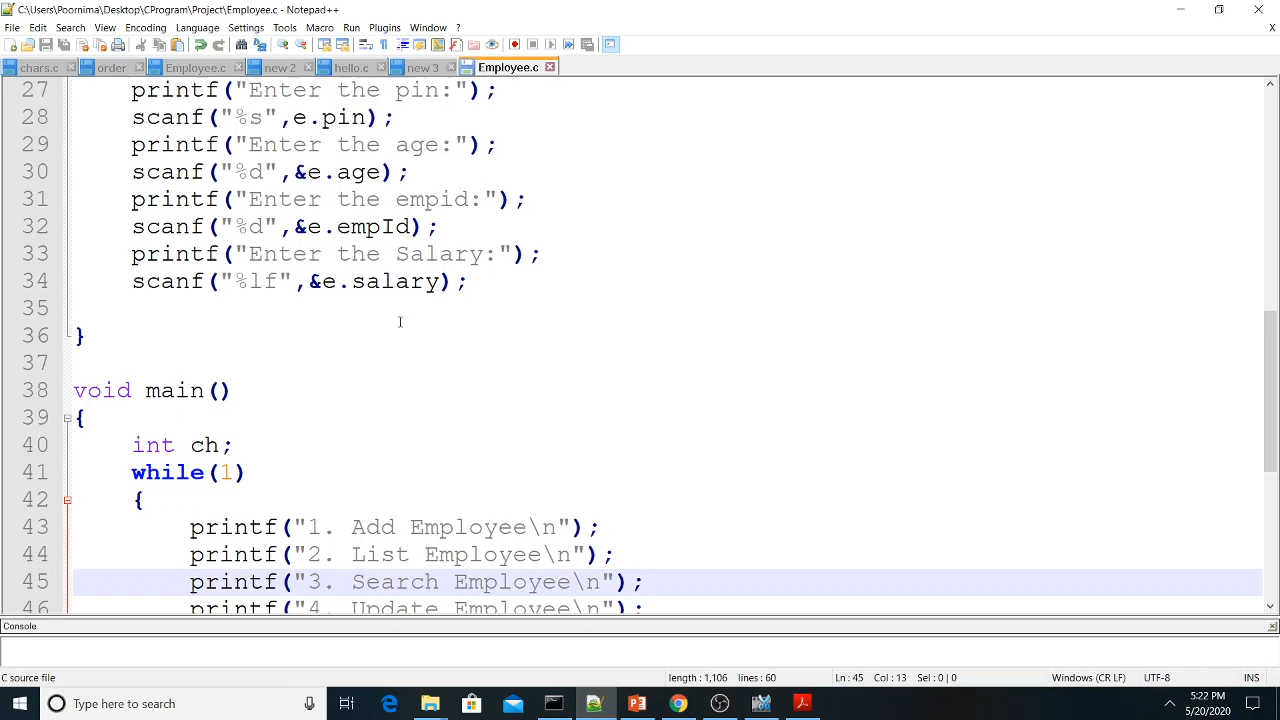 C:\Users\Poornima\Desktop\CProgram\Project\Employee.c - Notepad++
File Edit Search View Encoding Language Settings Tools Macro Run Plugins Window ? X
chars.c order Employee.c new 2 hello.c new 3 Employee.c
27 printf("Enter the pin:");
28 scanf("%s",e.pin);
29 printf("Enter the age:");
30 scanf("%d",&e.age);
31 printf("Enter the empid:");
32 scanf("%d",&e.empId);
33 printf("Enter the Salary:");
34 scanf("%lf",&e.salary);
35
36 }
37
38 void main()
39 {
40 int ch;
41 while(1)
42 {
43 printf("1. Add Employee\n");
44 printf("2. List Employee\n");
45 printf("3. Search Employee\n");
46 printf("4. Update Employee\n");
Console
C source file length : 1,106 lines : 60 Ln : 45 Col : 13 Sel : 0 | 0 Windows (CR LF) UTF-8 INS
Type here to search
5:22 PM
5/20/2020